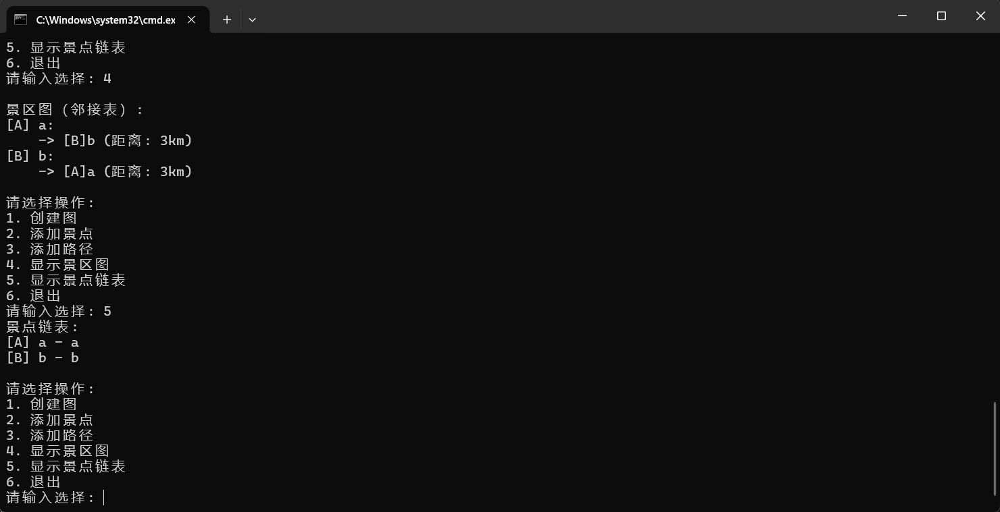 C:\Windows\system32\cmd.ex
5. 显示景点链表
6. 退出
请输入选择: 4
景区图 (邻接表) :
[A] a:
-> [B]b (距离: 3km)
[B] b:
-> [A]a (距离: 3km)
请选择操作:
1. 创建图
2. 添加景点
3. 添加路径
4. 显示景区图
5. 显示景点链表
6. 退出
请输入选择: 5
景点链表:
[A] a - a
[B] b - b
请选择操作:
1. 创建图
2. 添加景点
3. 添加路径
4. 显示景区图
5. 显示景点链表
6. 退出
请输入选择: